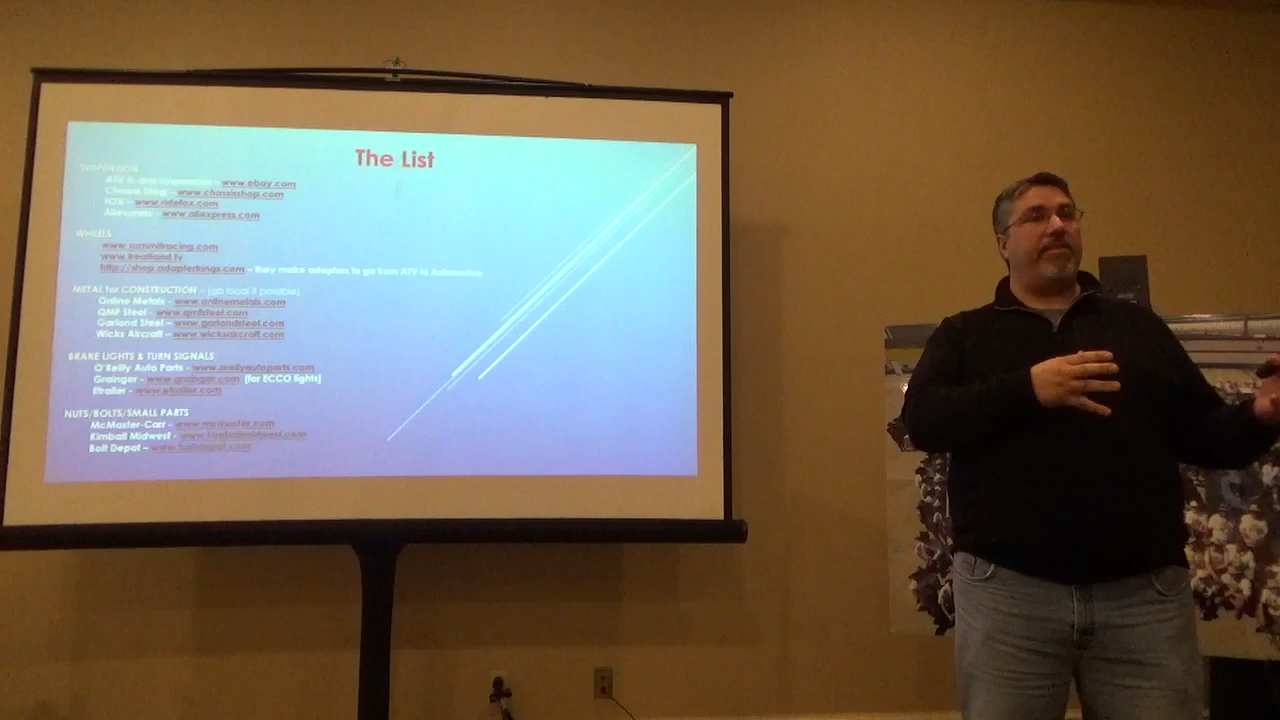 The List
SUSPENSION
ATV & www.ebay.com
Chassis Shop - www.chassisshop.com
FOX - www.ridefox.com
Aliexpress - www.aliexpress.com
WHEELS
www.summitracing.com
www.treatland.tv
http://shop.adapterkings.com - they make adapters to go from ATV to Automotive
METAL for CONSTRUCTION - (go local if possible)
Online Metals - www.onlinemetals.com
QMF Steel - www.qmfsteel.com
Garland Steel - www.garlandsteel.com
Wicks Aircraft - www.wicksaircraft.com
BRAKE LIGHTS & TURN SIGNALS
O'Reilly Auto Parts - www.oreillyautoparts.com
Grainger - www.grainger.com (for ECCO lights)
Etrailer - www.etrailer.com
NUTS/BOLTS/SMALL PARTS
McMaster-Carr - www.mcmaster.com
Kimball Midwest - www.kimballmidwest.com
Bolt Depot - www.boltdepot.com